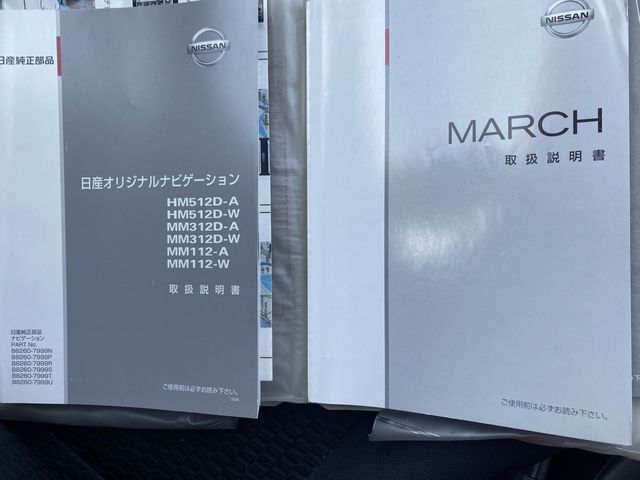 日産純正部品
NISSAN
日産オリジナルナビゲーション
HM512D-A
HM512D-W
MM312D-A
MM312D-W
MM112-A
MM112-W
取扱説明書
日産純正部品
ナビゲーション
PART No.
B8260-7999N
B8260-7999P
B8260-7999R
B8260-7999S
B8260-7999T
B8260-7999U
ご使用前は必ずお読み下さい。
NISSAN
MARCH
取扱説明書
ご使用前は必ずお読み下さい。